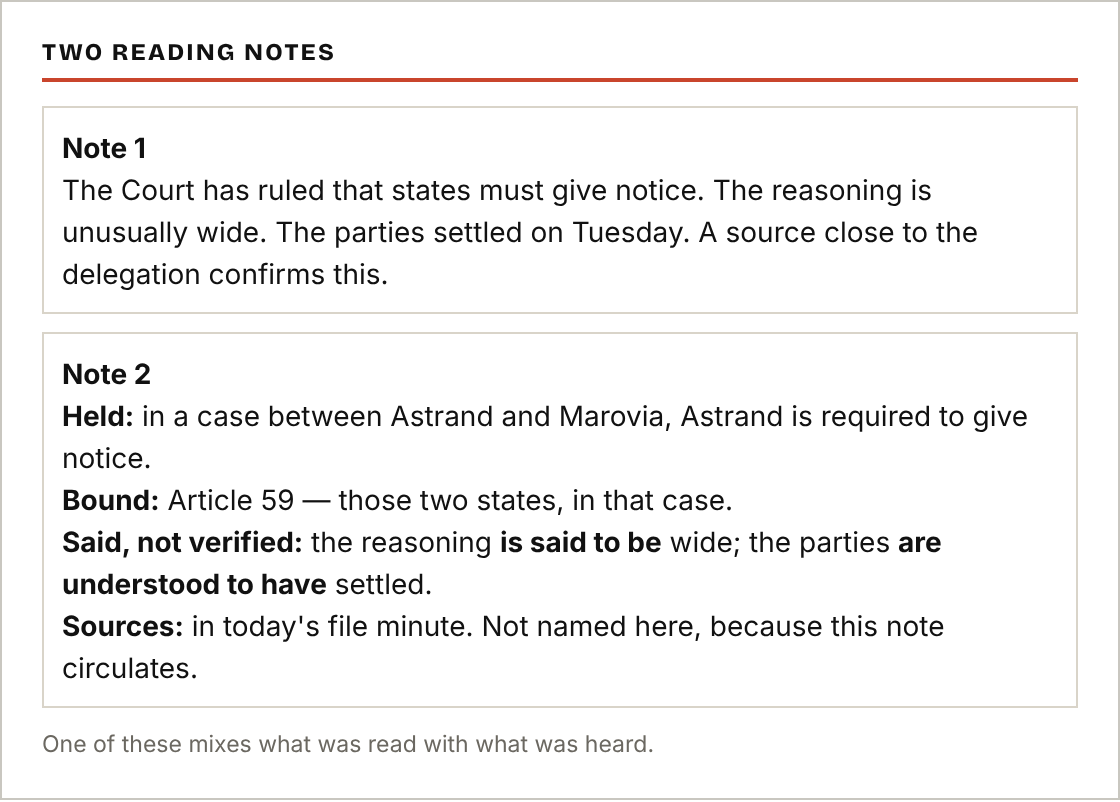 TWO READING NOTES
Note 1
The Court has ruled that states must give notice. The reasoning is
unusually wide. The parties settled on Tuesday. A source close to the
delegation confirms this.
Note 2
Held: in a case between Astrand and Marovia, Astrand is required to give
notice.
Bound: Article 59 — those two states, in that case.
Said, not verified: the reasoning is said to be wide; the parties are
understood to have settled.
Sources: in today's file minute. Not named here, because this note
circulates.
One of these mixes what was read with what was heard.